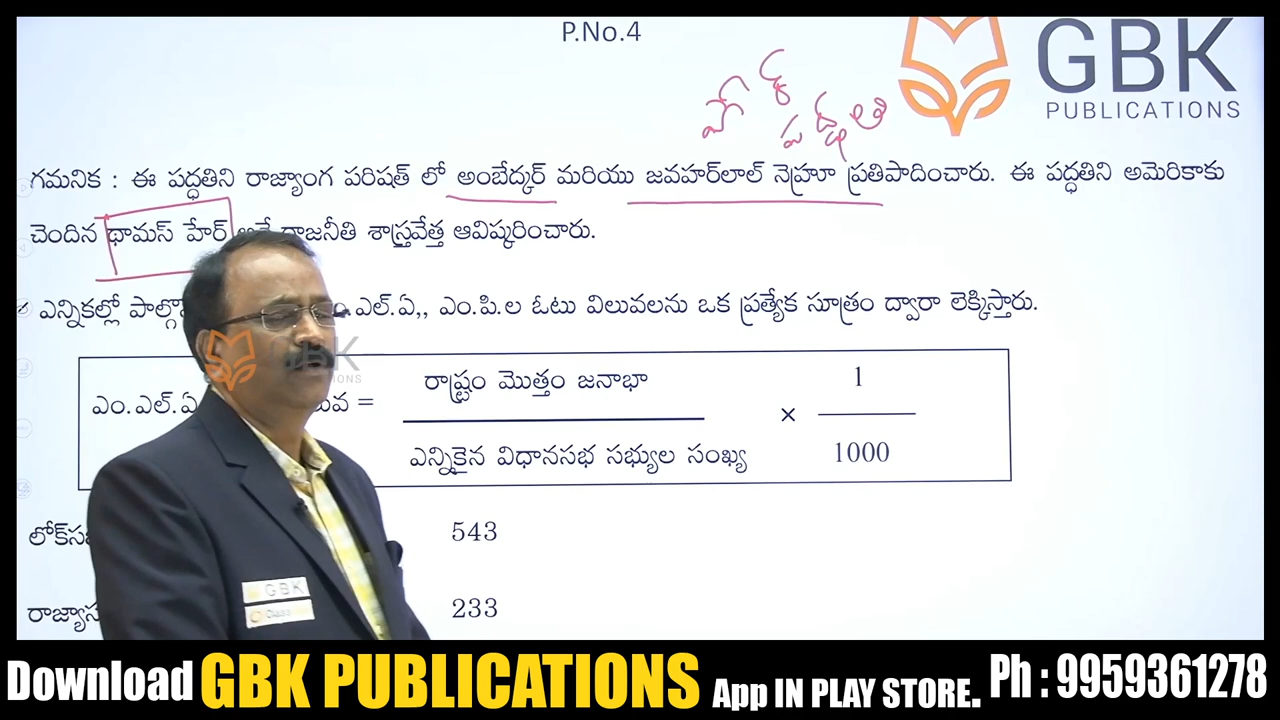 P.No.4
GBK
PUBLICATIONS
హేర్
పద్ధతి
గమనిక : ఈ పద్ధతిని రాజ్యాంగ పరిషత్ లో అంబేద్కర్ మరియు జవహర్‌లాల్ నెహ్రూ ప్రతిపాదించారు. ఈ పద్ధతిని అమెరికాకు
చెందిన థామస్ హేర్ అనే రాజనీతి శాస్త్రవేత్త ఆవిష్కరించారు.
ఎన్నికల్లో ఎం.ఎల్.ఏ,, ఎం.పి.ల ఓటు విలువలను ఒక ప్రత్యేక సూత్రం ద్వారా లెక్కిస్తారు.
ఎం.ఎల్.ఏ = రాష్ట్రం మొత్తం జనాభా × 1
ఎన్నికైన విధానసభ సభ్యుల సంఖ్య 1000
543
233
GBK
Class
Download GBK PUBLICATIONS App IN PLAY STORE. Ph : 9959361278